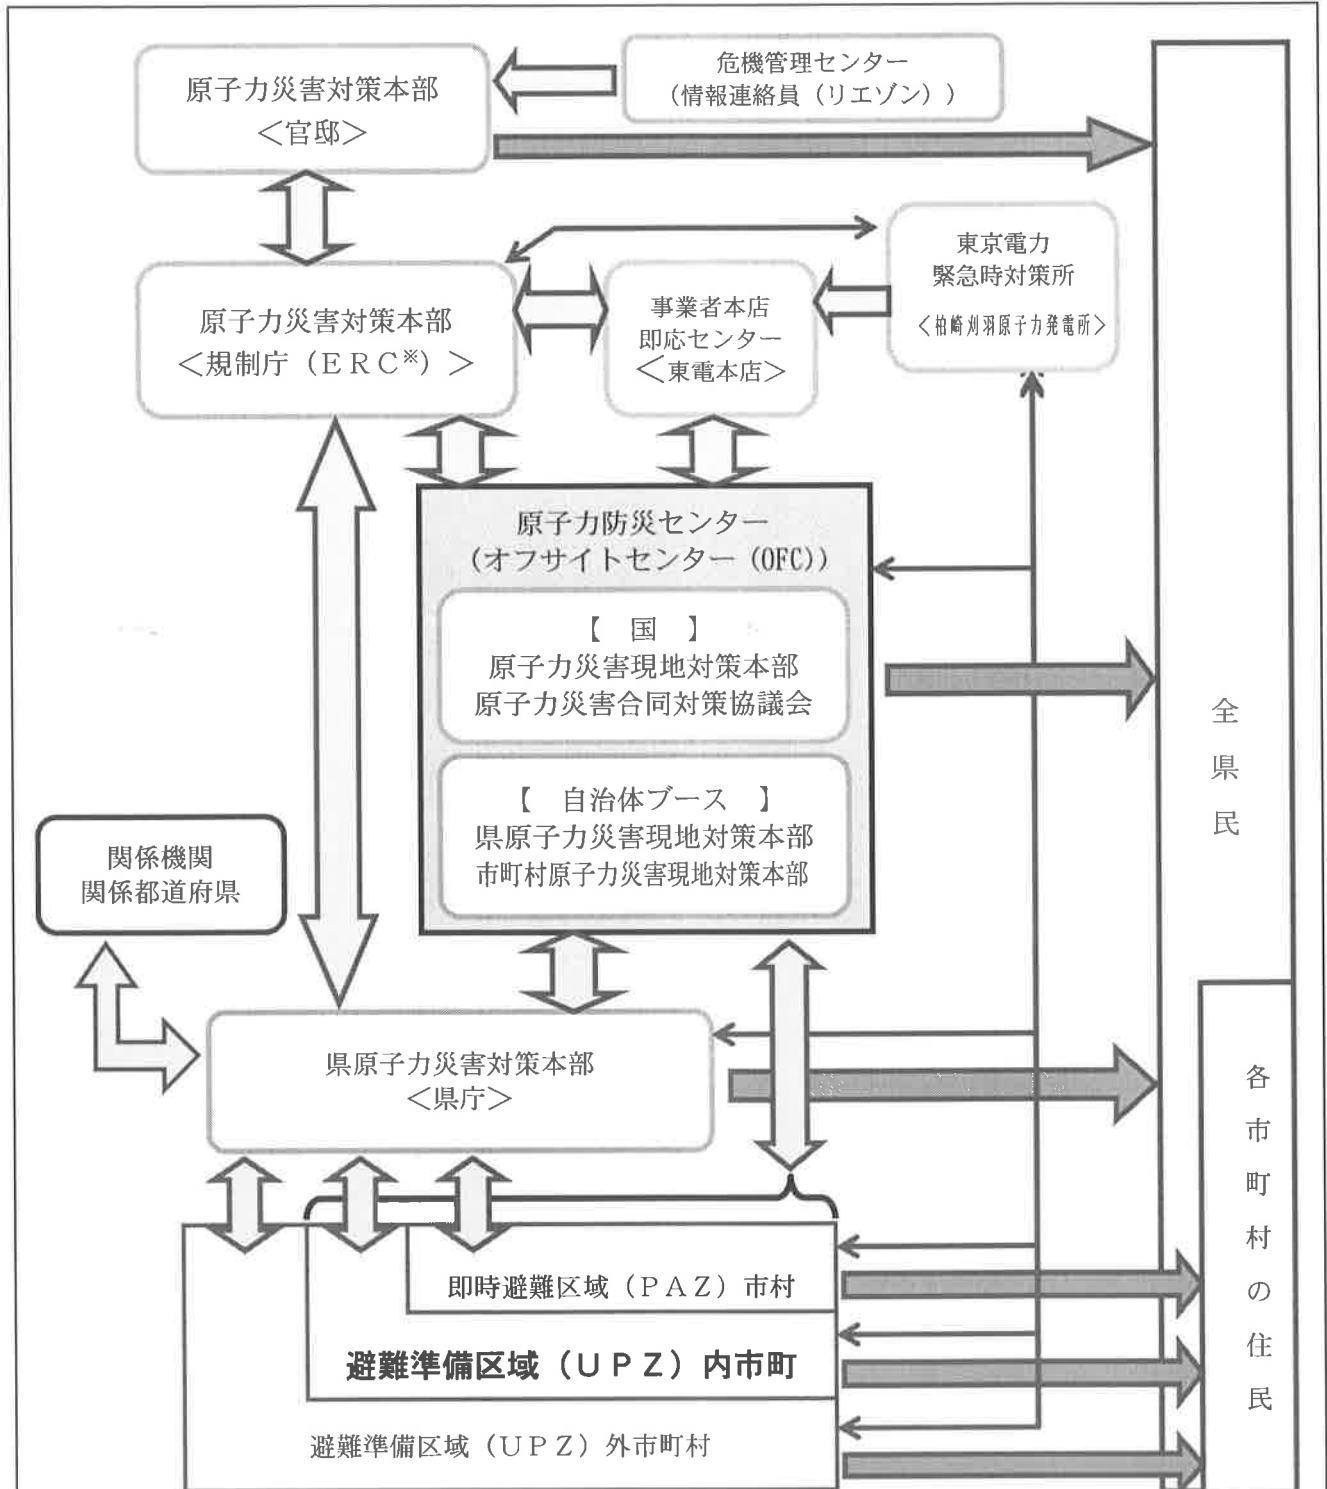 原子力災害対策本部
＜官邸＞
危機管理センター
（情報連絡員（リエゾン））
原子力災害対策本部
＜規制庁（ＥＲＣ※）＞
事業者本店
即応センター
＜東電本店＞
東京電力
緊急時対策所
＜柏崎刈羽原子力発電所＞
原子力防災センター
(オフサイトセンター(OFC))
【　国　】
原子力災害現地対策本部
原子力災害合同対策協議会
【　自治体ブース　】
県原子力災害現地対策本部
市町村原子力災害現地対策本部
関係機関
関係都道府県
県原子力災害対策本部
＜県庁＞
即時避難区域（ＰＡＺ）市村
避難準備区域（ＵＰＺ）内市町
避難準備区域（ＵＰＺ）外市町村
全県民
各市町村の住民